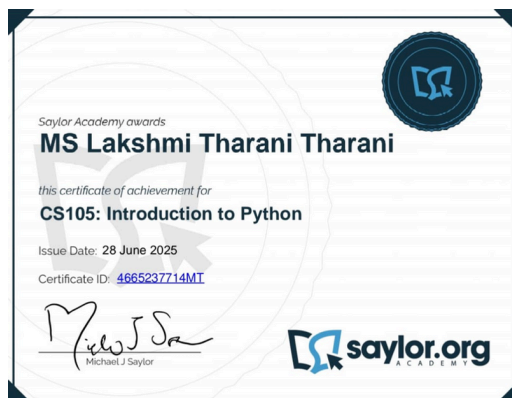 Saylor Academy awards
MS Lakshmi Tharani Tharani
this certificate of achievement for
CS105: Introduction to Python
Issue Date: 28 June 2025
Certificate ID: 4665237714MT
Michael J Saylor
saylor.org
ACADEMY